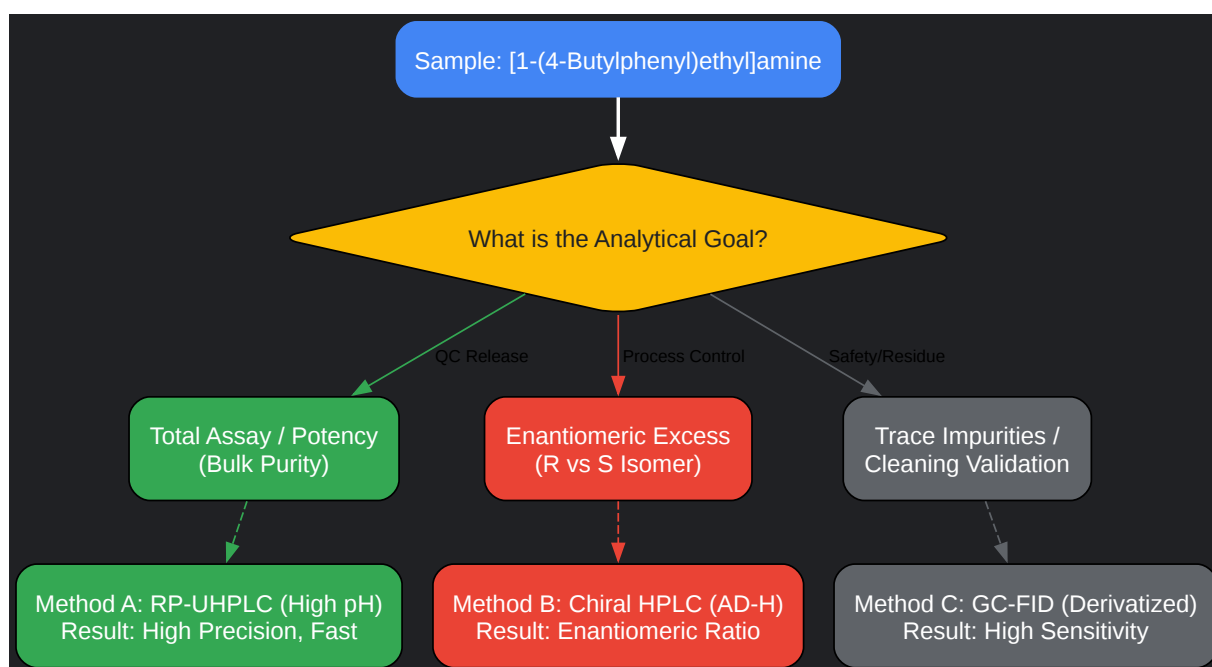 Sample: [1-(4-Butylphenyl)ethyl]amine
What is the Analytical Goal?
QC Release
Process Control
Safety/Residue
Total Assay / Potency
(Bulk Purity)
Enantiomeric Excess
(R vs S Isomer)
Trace Impurities /
Cleaning Validation
Method A: RP-UHPLC (High pH)
Result: High Precision, Fast
Method B: Chiral HPLC (AD-H)
Result: Enantiomeric Ratio
Method C: GC-FID (Derivatized)
Result: High Sensitivity